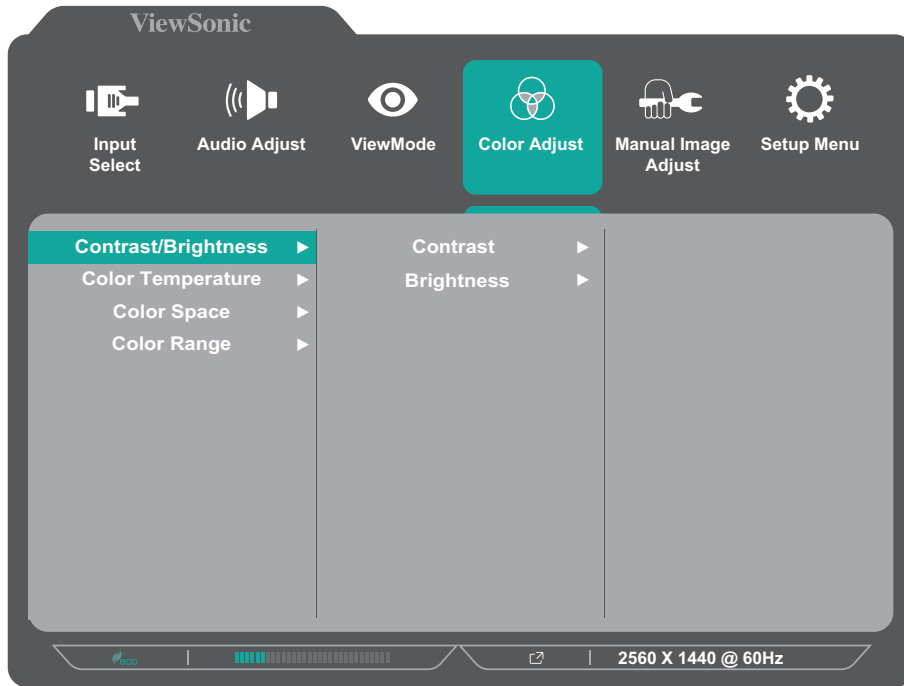 ViewSonic
Input
Select
Audio Adjust
ViewMode
Color Adjust
Manual Image
Adjust
Setup Menu
Contrast/Brightness
Color Temperature
Color Space
Color Range
Contrast
Brightness
eco
2560 X 1440 @ 60Hz